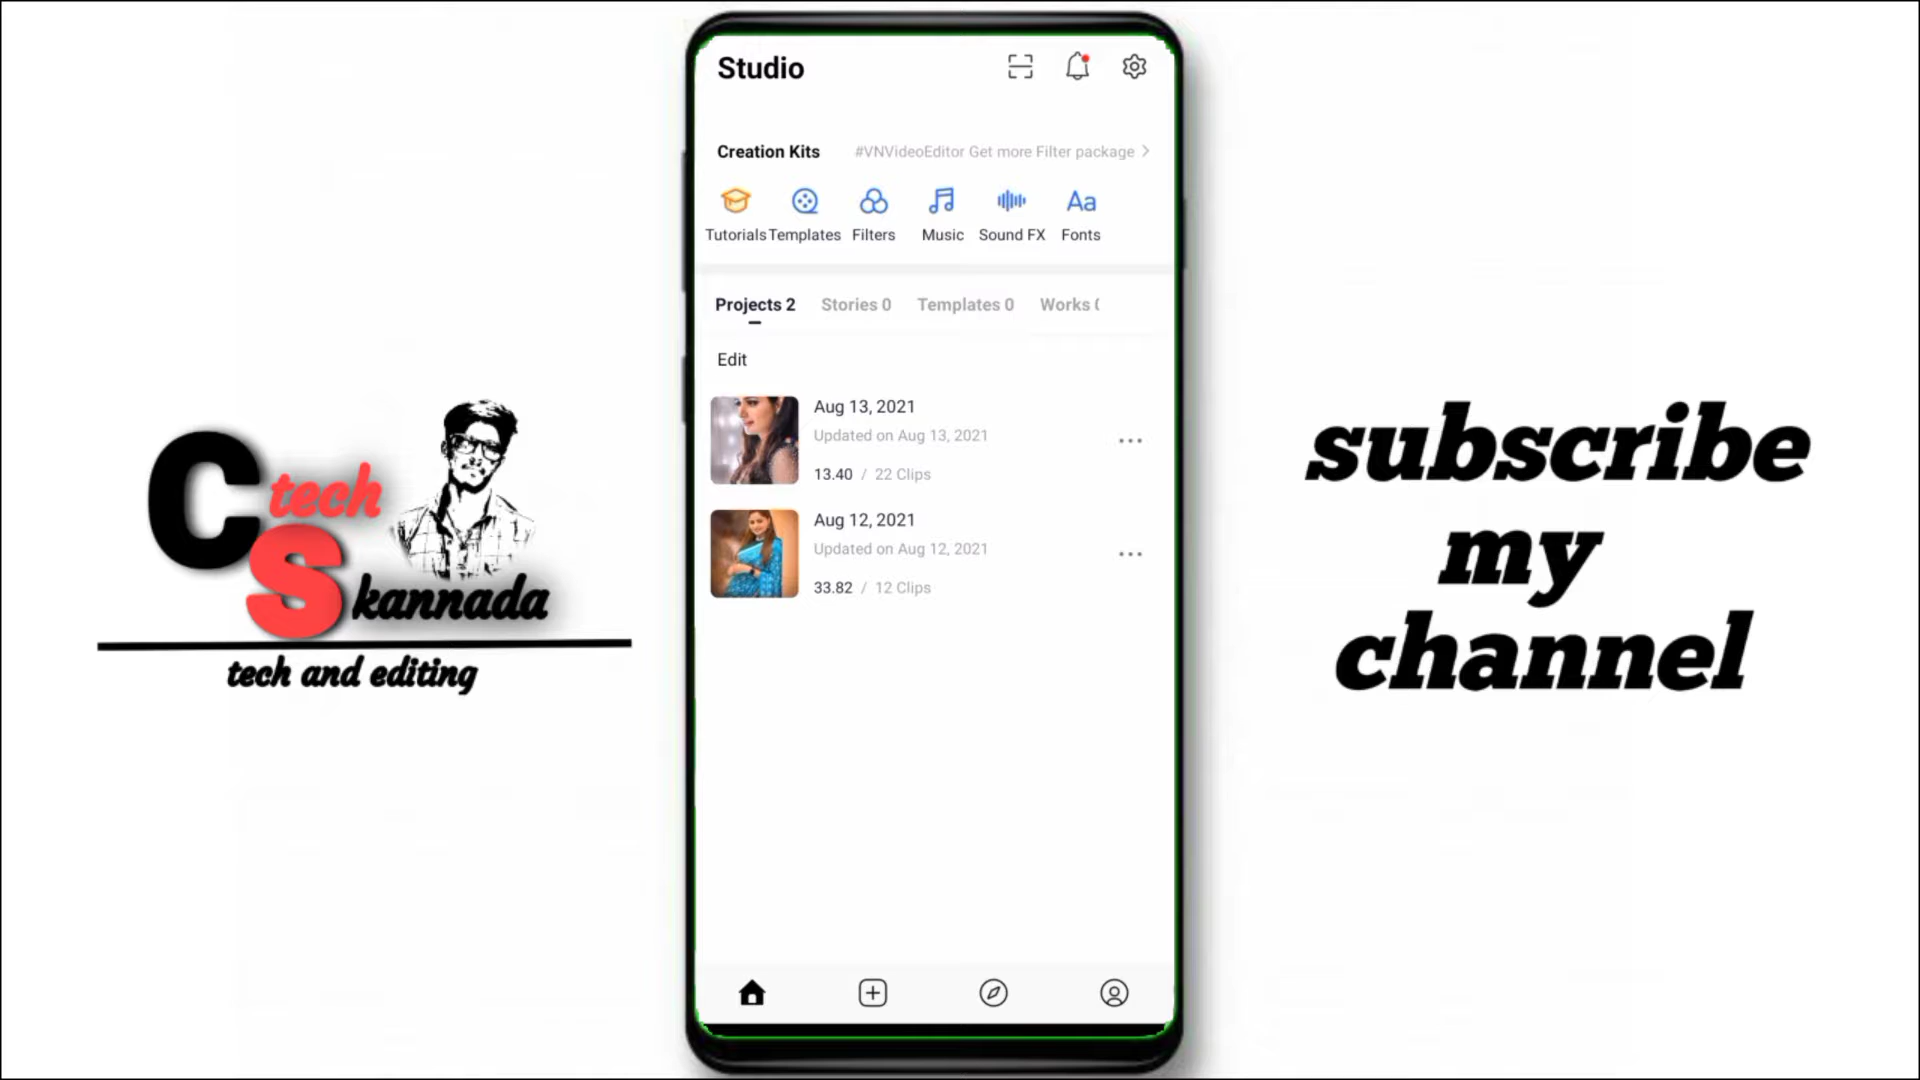 C tech
S kannada
tech and editing
Studio
Creation Kits #VNVideoEditor Get more Filter package
Tutorials Templates Filters Music Sound FX Aa Fonts
Projects 2 Stories 0 Templates 0 Works
Edit
Aug 13, 2021
Updated on Aug 13, 2021
13.40 / 22 Clips
Aug 12, 2021
Updated on Aug 12, 2021
33.82 / 12 Clips
subscribe
my
channel